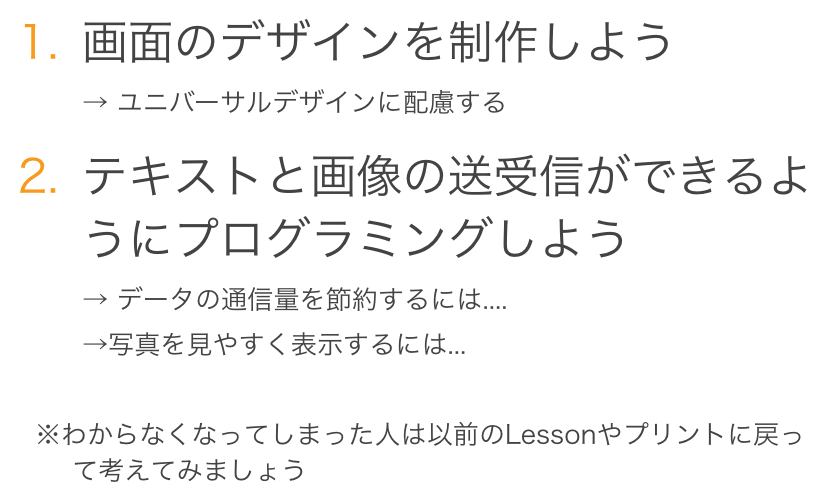 1. 画面のデザインを制作しよう
→ ユニバーサルデザインに配慮する
2. テキストと画像の送受信ができるよ
うにプログラミングしよう
→ データの通信量を節約するには....
→写真を見やすく表示するには...
※わからなくなってしまった人は以前のLessonやプリントに戻っ
て考えてみましょう